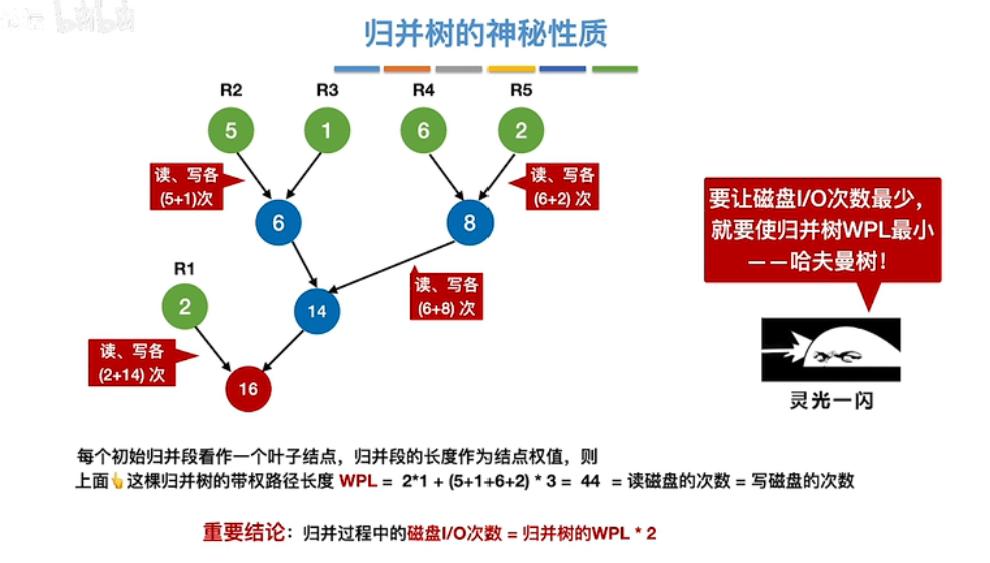 归并树的神秘性质
R2
R3
R4
R5
5
1
6
2
读、写各
(5+1)次
读、写各
(6+2) 次
6
8
要让磁盘I/O次数最少，
就要使归并树WPL最小
——哈夫曼树！
R1
2
14
读、写各
(6+8) 次
读、写各
(2+14) 次
16
灵光一闪
每个初始归并段看作一个叶子结点，归并段的长度作为结点权值，则
上面👆这棵归并树的带权路径长度 WPL = 2*1 + (5+1+6+2) * 3 = 44 = 读磁盘的次数 = 写磁盘的次数
重要结论：归并过程中的磁盘I/O次数 = 归并树的WPL * 2